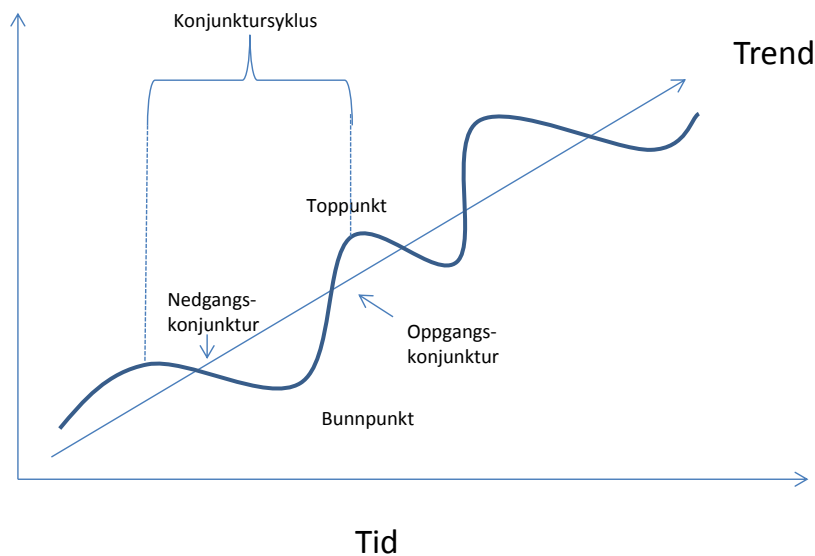 Konjunktursyklus
Trend
Toppunkt
Nedgangs-
konjunktur
Oppgangs-
konjunktur
Bunnpunkt
Tid